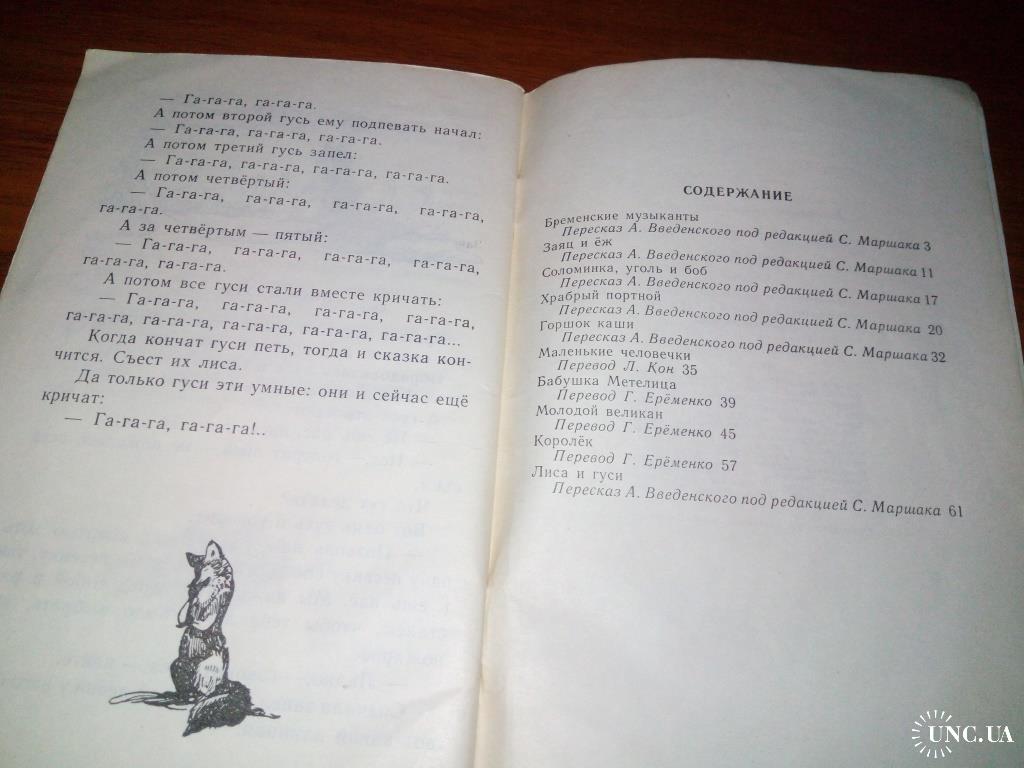 — Га-га-га, га-га-га.
А потом второй гусь ему подпевать начал:
— Га-га-га, га-га-га, га-га-га.
А потом третий гусь запел:
— Га-га-га, га-га-га, га-га-га, га-га-га.
А потом четвёртый:
— Га-га-га, га-га-га, га-га-га, га-га-га,
га-га-га.
А за четвёртым — пятый:
— Га-га-га, га-га-га, га-га-га, га-га-га,
га-га-га, га-га-га.
А потом все гуси стали вместе кричать:
— Га-га-га, га-га-га, га-га-га, га-га-га,
га-га-га, га-га-га, га-га-га, га-га-га, га-га-га...
Когда кончат гуси петь, тогда и сказка кон-
чится. Съест их лиса.
Да только гуси эти умные: они и сейчас ещё
кричат:
— Га-га-га, га-га-га!..
СОДЕРЖАНИЕ
Бременские музыканты
Пересказ А. Введенского под редакцией С. Маршака 3
Заяц и ёж
Пересказ А. Введенского под редакцией С. Маршака 11
Соломинка, уголь и боб
Пересказ А. Введенского под редакцией С. Маршака 17
Храбрый портной
Пересказ А. Введенского под редакцией С. Маршака 20
Горшок каши
Пересказ А. Введенского под редакцией С. Маршака 32
Маленькие человечки
Перевод Л. Кон 35
Бабушка Метелица
Перевод Г. Ерёменко 39
Молодой великан
Перевод Г. Ерёменко 45
Королёк
Перевод Г. Ерёменко 57
Лиса и гуси
Пересказ А. Введенского под редакцией С. Маршака 61
UNC.UA